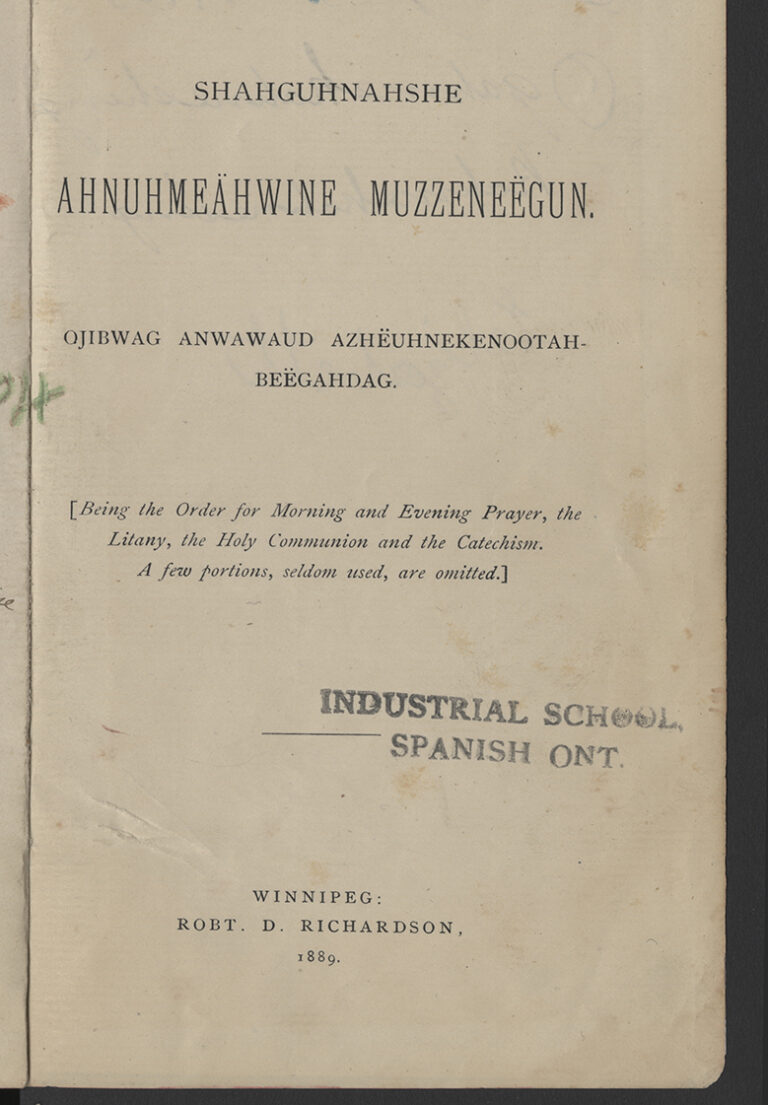 SHAHGUHNAHSHE
AHNUHMEÄHWINE MUZZENEËGUN.
OJIBWAG ANWAWAUD AZHËUHNEKENOOTAH-
BEËGAHDAG.
[Being the Order for Morning and Evening Prayer, the
Litany, the Holy Communion and the Catechism.
A few portions, seldom used, are omitted.]
INDUSTRIAL SCHOOL,
SPANISH ONT.
WINNIPEG:
ROBT. D. RICHARDSON,
1889.